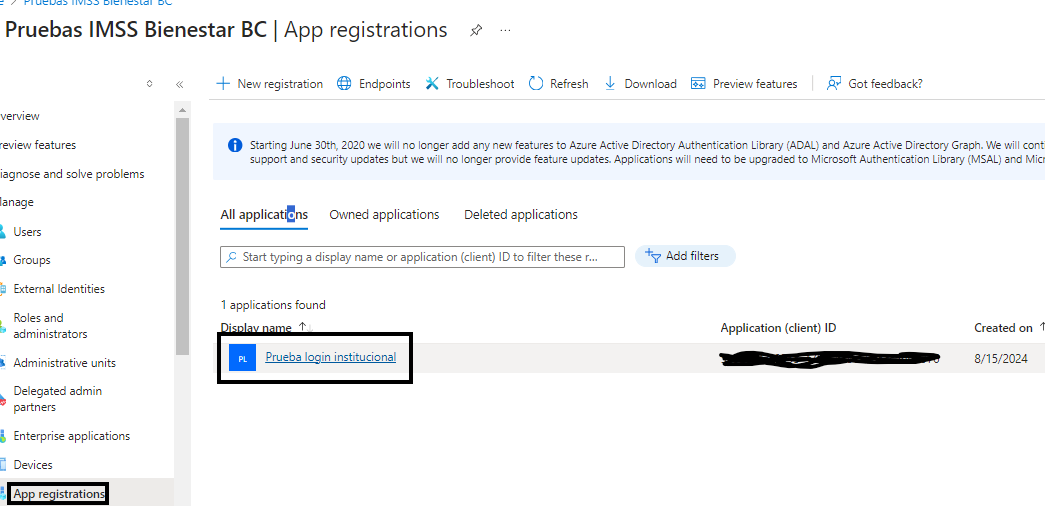 Pruebas IMSS Bienestar BC
Pruebas IMSS Bienestar BC | App registrations
New registration Endpoints Troubleshoot Refresh Download Preview features Got feedback?
verview
review features
iagnose and solve problems
anage
Users
Groups
External Identities
Roles and
administrators
Administrative units
Delegated admin
partners
Enterprise applications
Devices
App registrations
Starting June 30th, 2020 we will no longer add any new features to Azure Active Directory Authentication Library (ADAL) and Azure Active Directory Graph. We will cont
support and security updates but we will no longer provide feature updates. Applications will need to be upgraded to Microsoft Authentication Library (MSAL) and Micr
All applications Owned applications Deleted applications
Start typing a display name or application (client) ID to filter these r... Add filters
1 applications found
Display name Application (client) ID Created on
PL Prueba login institucional 8/15/2024